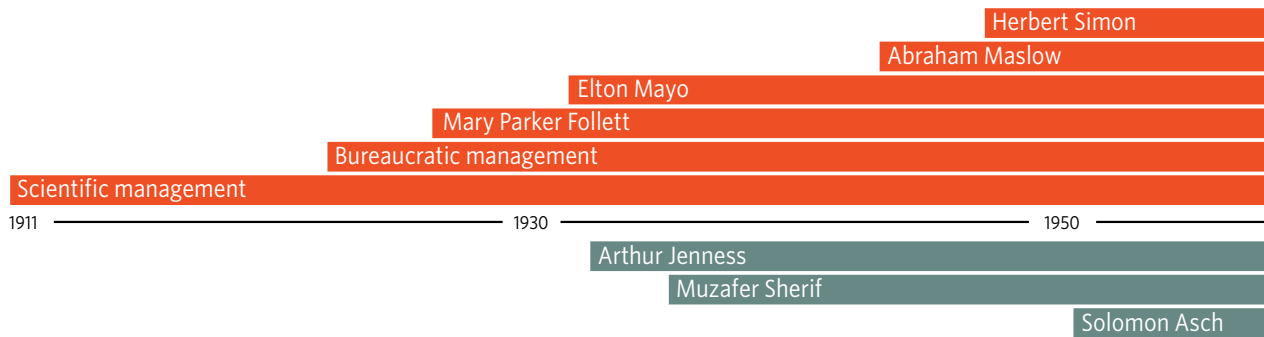 Herbert Simon
Abraham Maslow
Elton Mayo
Mary Parker Follett
Bureaucratic management
Scientific management
1911 1930 1950
Arthur Jenness
Muzafer Sherif
Solomon Asch